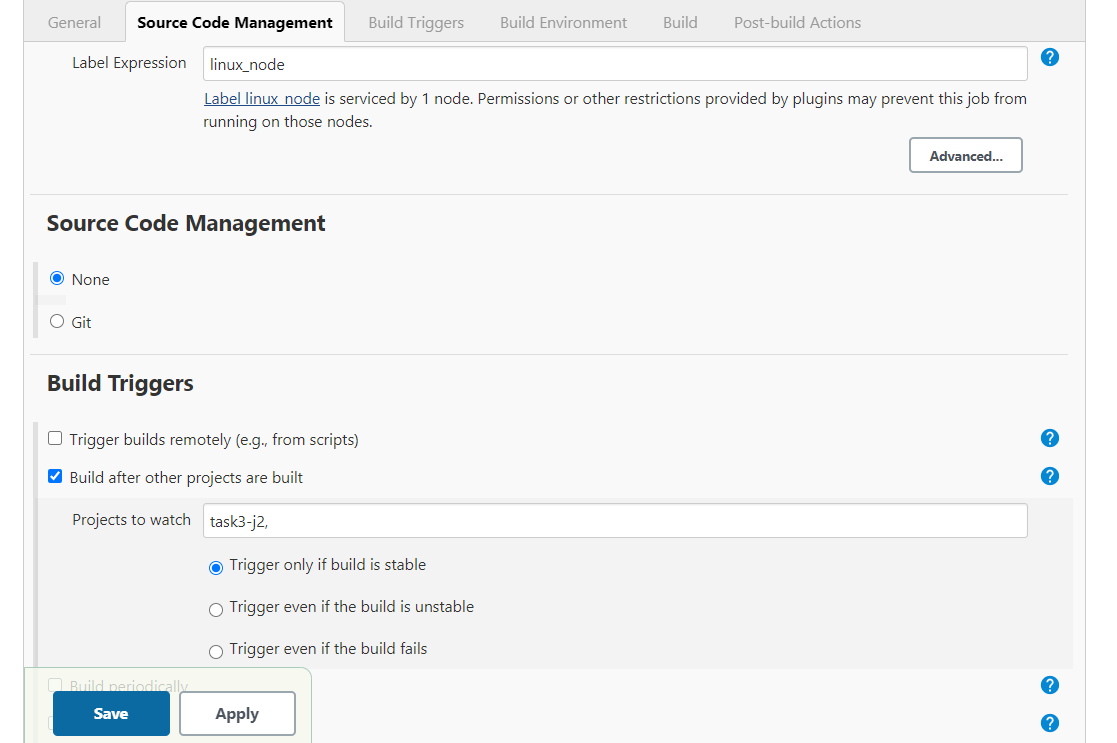 General Source Code Management Build Triggers Build Environment Build Post-build Actions
Label Expression linux_node ?
Label linux_node is serviced by 1 node. Permissions or other restrictions provided by plugins may prevent this job from
running on those nodes.
Advanced...
Source Code Management
None
Git
Build Triggers
Trigger builds remotely (e.g., from scripts) ?
Build after other projects are built ?
Projects to watch task3-j2,
Trigger only if build is stable
Trigger even if the build is unstable
Trigger even if the build fails
Build periodically ?
Save Apply ?